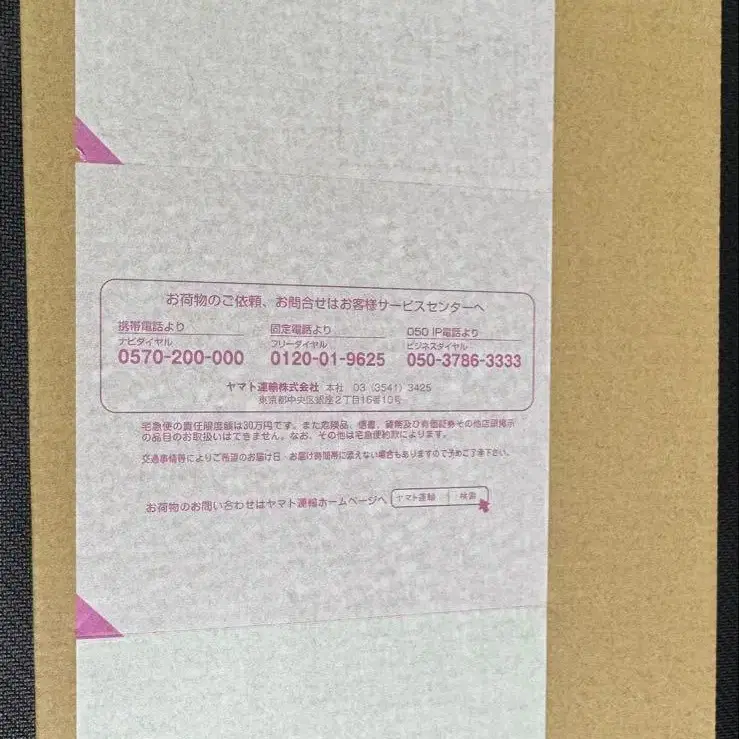 お荷物のご依頼、お問合せはお客様サービスセンターへ
携帯電話より 固定電話より 050 IP電話より
ナビダイヤル フリーダイヤル ビジネスダイヤル
0570-200-000 0120-01-9625 050-3786-3333
ヤマト運輸株式会社 本社 03(3541)3425
東京都中央区銀座2丁目16番10号
宅急便の責任限度額は30万円です。また危険品、信書、貨幣及び有価証券その他店頭掲示
の品目のお取扱いはできません。なお、その他は宅急便約款によります。
交通事情等によりご希望のお届け日・お届け時間帯に添えない場合もありますので予めご了承下さい。
お荷物のお問い合わせはヤマト運輸ホームページへ ヤマト運輸 検索